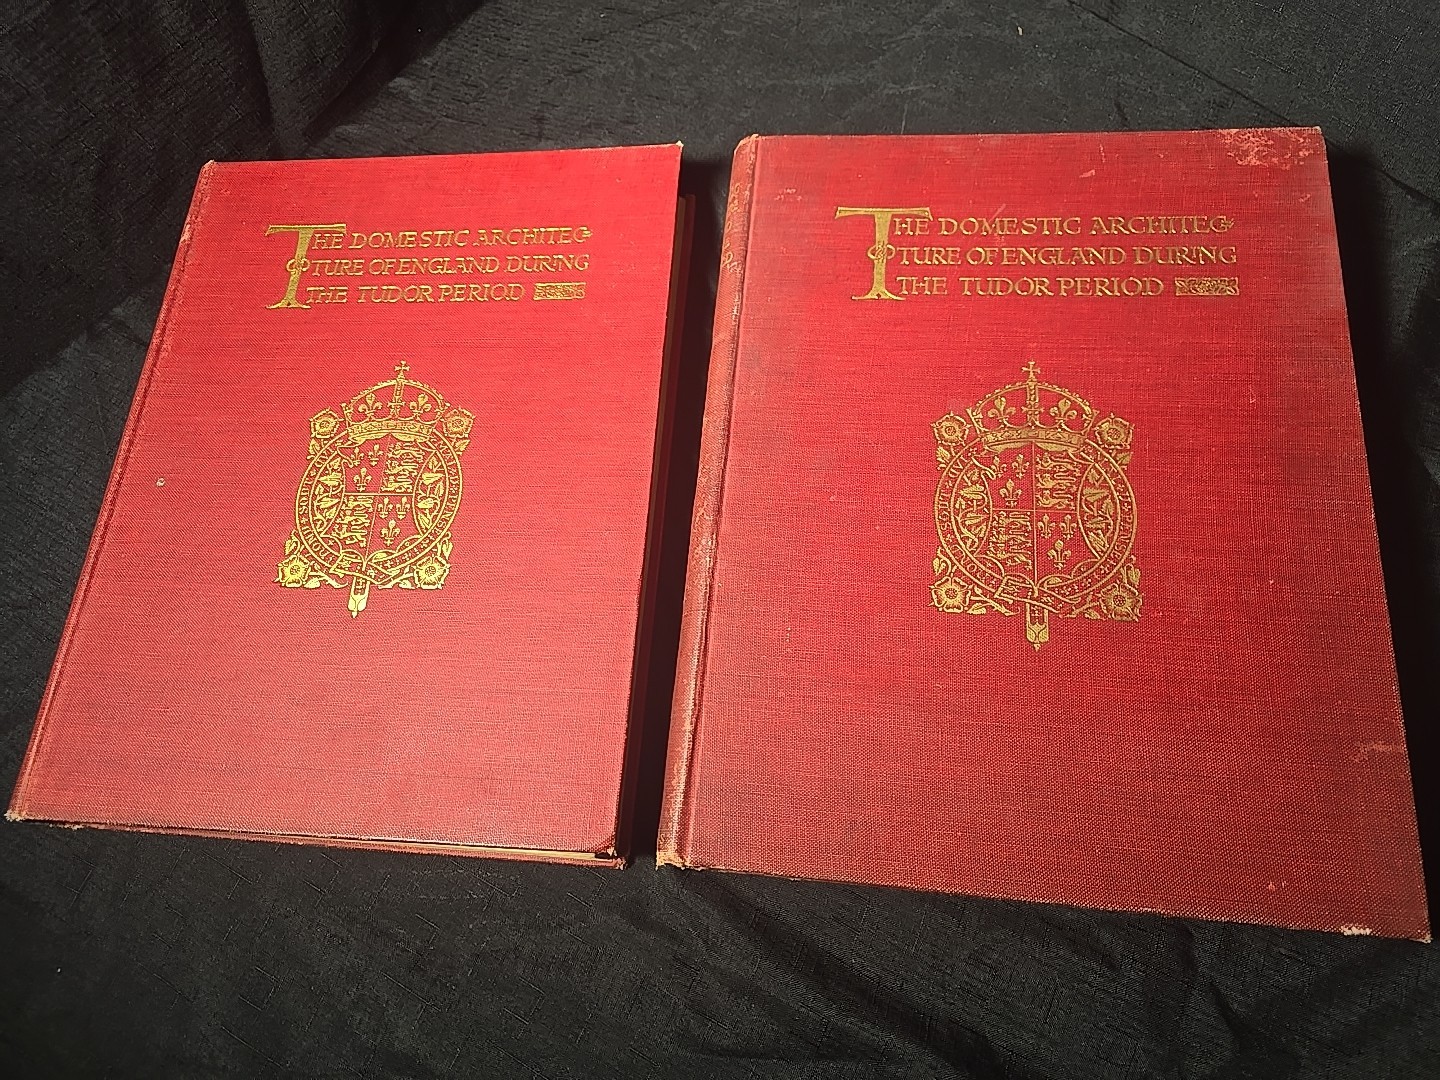 THE DOMESTIC ARCHITEC
TURE OF ENGLAND DURING
THE TUDOR PERIOD
THE DOMESTIC ARCHITEC
TURE OF ENGLAND DURING
THE TUDOR PERIOD